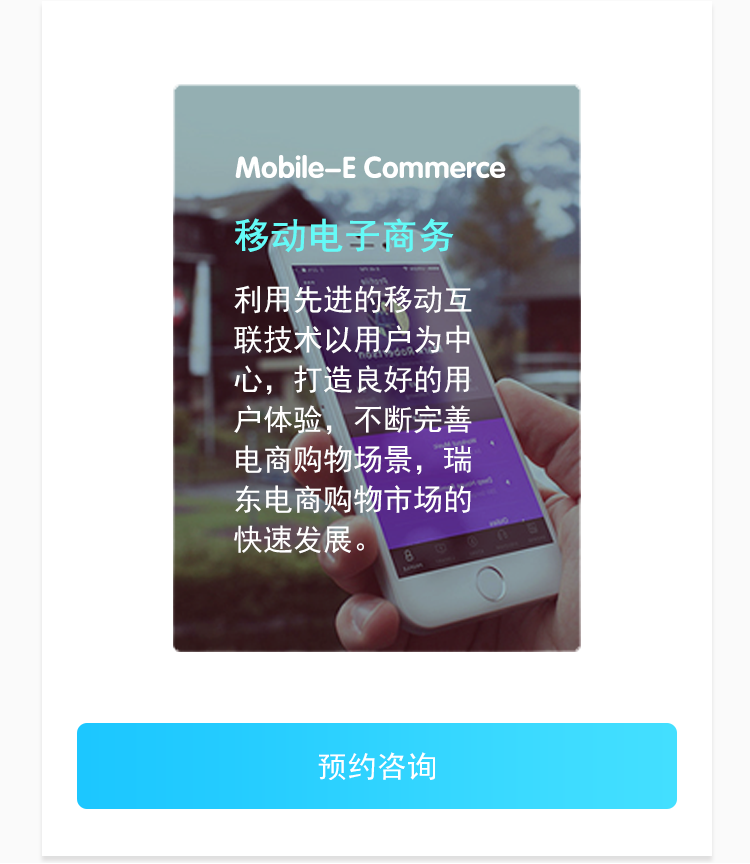 Mobile-E Commerce
移动电子商务
利用先进的移动互
联技术以用户为中
心，打造良好的用
户体验，不断完善
电商购物场景，瑞
东电商购物市场的
快速发展。
预约咨询